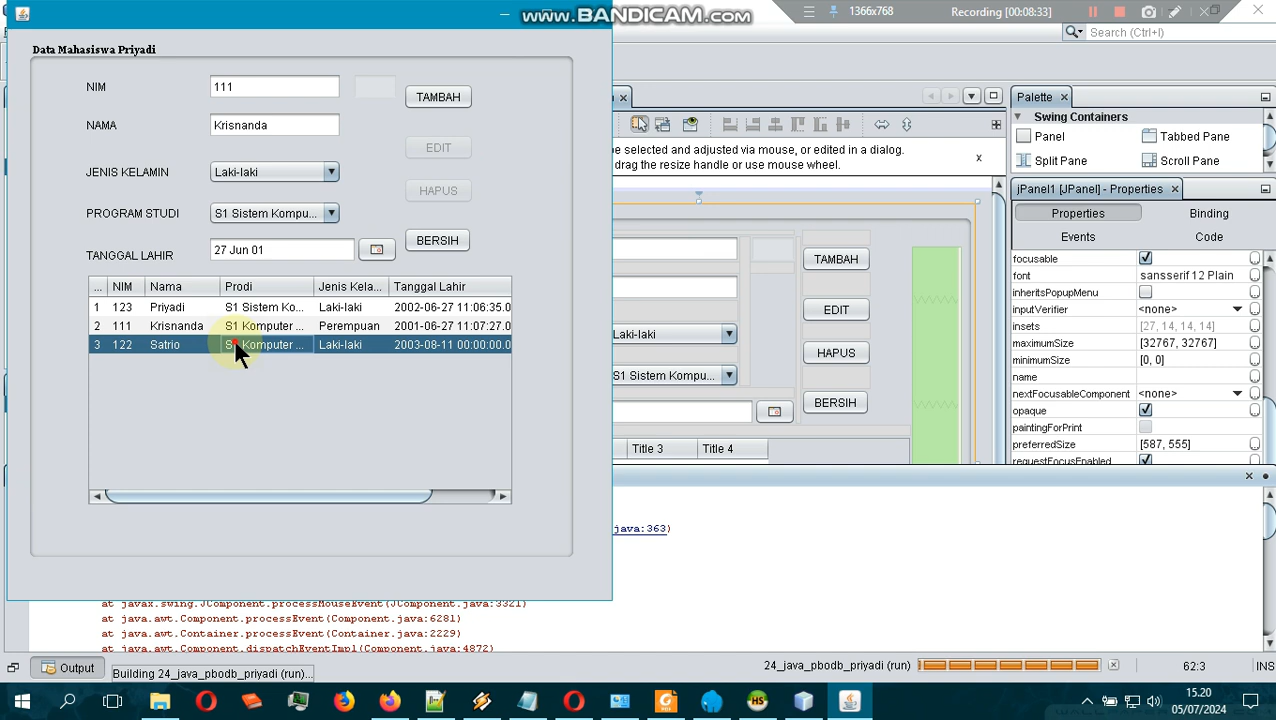 www.BANDICAM.com
1366x768
Recording [00:08:33]
Search (Ctrl+I)
Data Mahasiswa Priyadi
NIM
111
TAMBAH
NAMA
Krisnanda
EDIT
JENIS KELAMIN
Laki-laki
HAPUS
PROGRAM STUDI
S1 Sistem Kompu...
BERSIH
TANGGAL LAHIR
27 Jun 01
... NIM Nama Prodi Jenis Kela... Tanggal Lahir
1 123 Priyadi S1 Sistem Ko... Laki-laki 2002-06-27 11:06:35.0
2 111 Krisnanda S1 Komputer ... Perempuan 2001-06-27 11:07:27.0
3 122 Satrio S1 Komputer ... Laki-laki 2003-08-11 00:00:00.0
be selected and adjusted via mouse, or edited in a dialog.
drag the resize handle or use mouse wheel.
x
TAMBAH
EDIT
Laki-laki
HAPUS
S1 Sistem Kompu...
BERSIH
Title 3 Title 4
Palette
Swing Containers
Panel Tabbed Pane
Split Pane Scroll Pane
jPanel1 [JPanel] - Properties
Properties Binding
Events Code
focusable
font sansserif 12 Plain
inheritsPopupMenu
inputVerifier <none>
insets [27, 14, 14, 14]
maximumSize [32767, 32767]
minimumSize [0, 0]
name
nextFocusableComponent <none>
opaque
paintingForPrint
preferredSize [587, 555]
requestFocusEnabled
java:363)
at javax.swing.JComponent.processMouseEvent(JComponent.java:3321)
at java.awt.Component.processEvent(Component.java:6281)
at java.awt.Container.processEvent(Container.java:2229)
at java.awt.Component.dispatchEventImpl(Component.java:4872)
Output
Building 24_java_pbodb_priyadi (run)...
24_java_pbodb_priyadi (run)
62:3
INS
15.20
05/07/2024